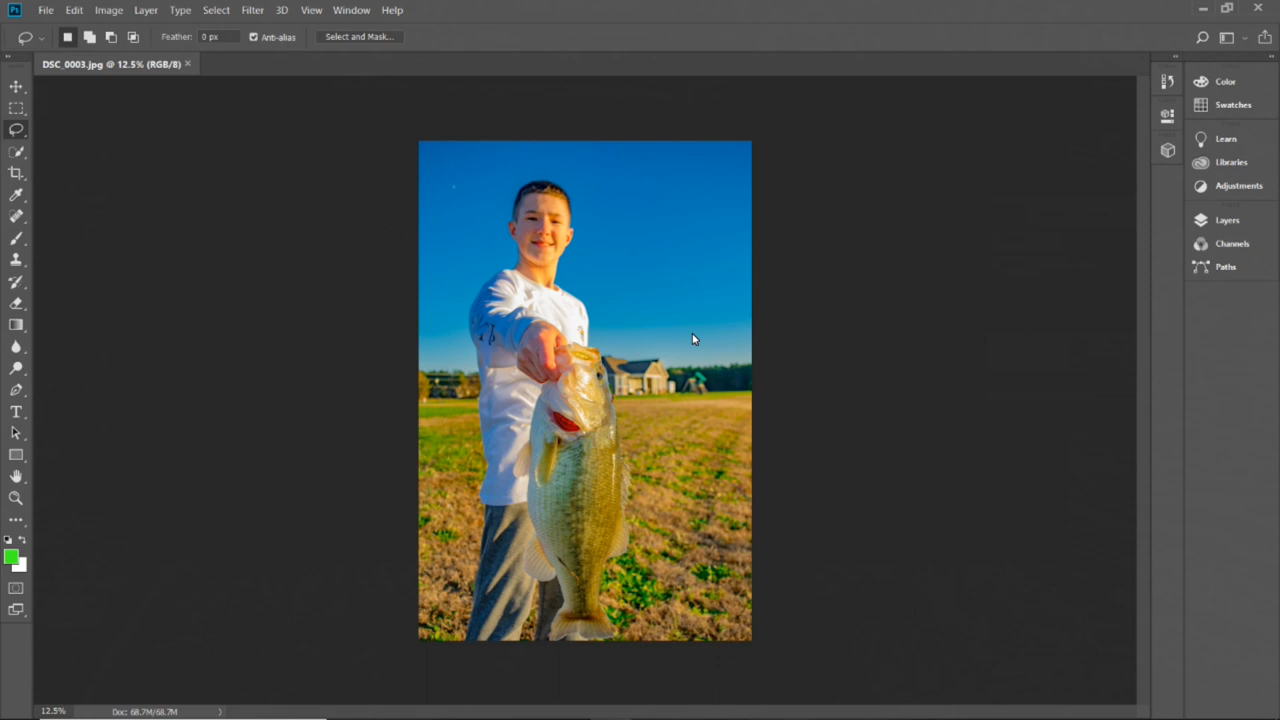 Ps File Edit Image Layer Type Select Filter 3D View Window Help
Feather: 0 px Anti-alias Select and Mask...
DSC_0003.jpg @ 12.5% (RGB/8) ×
Color
Swatches
Learn
Libraries
Adjustments
Layers
Channels
Paths
12.5% Doc: 68.7M/68.7M